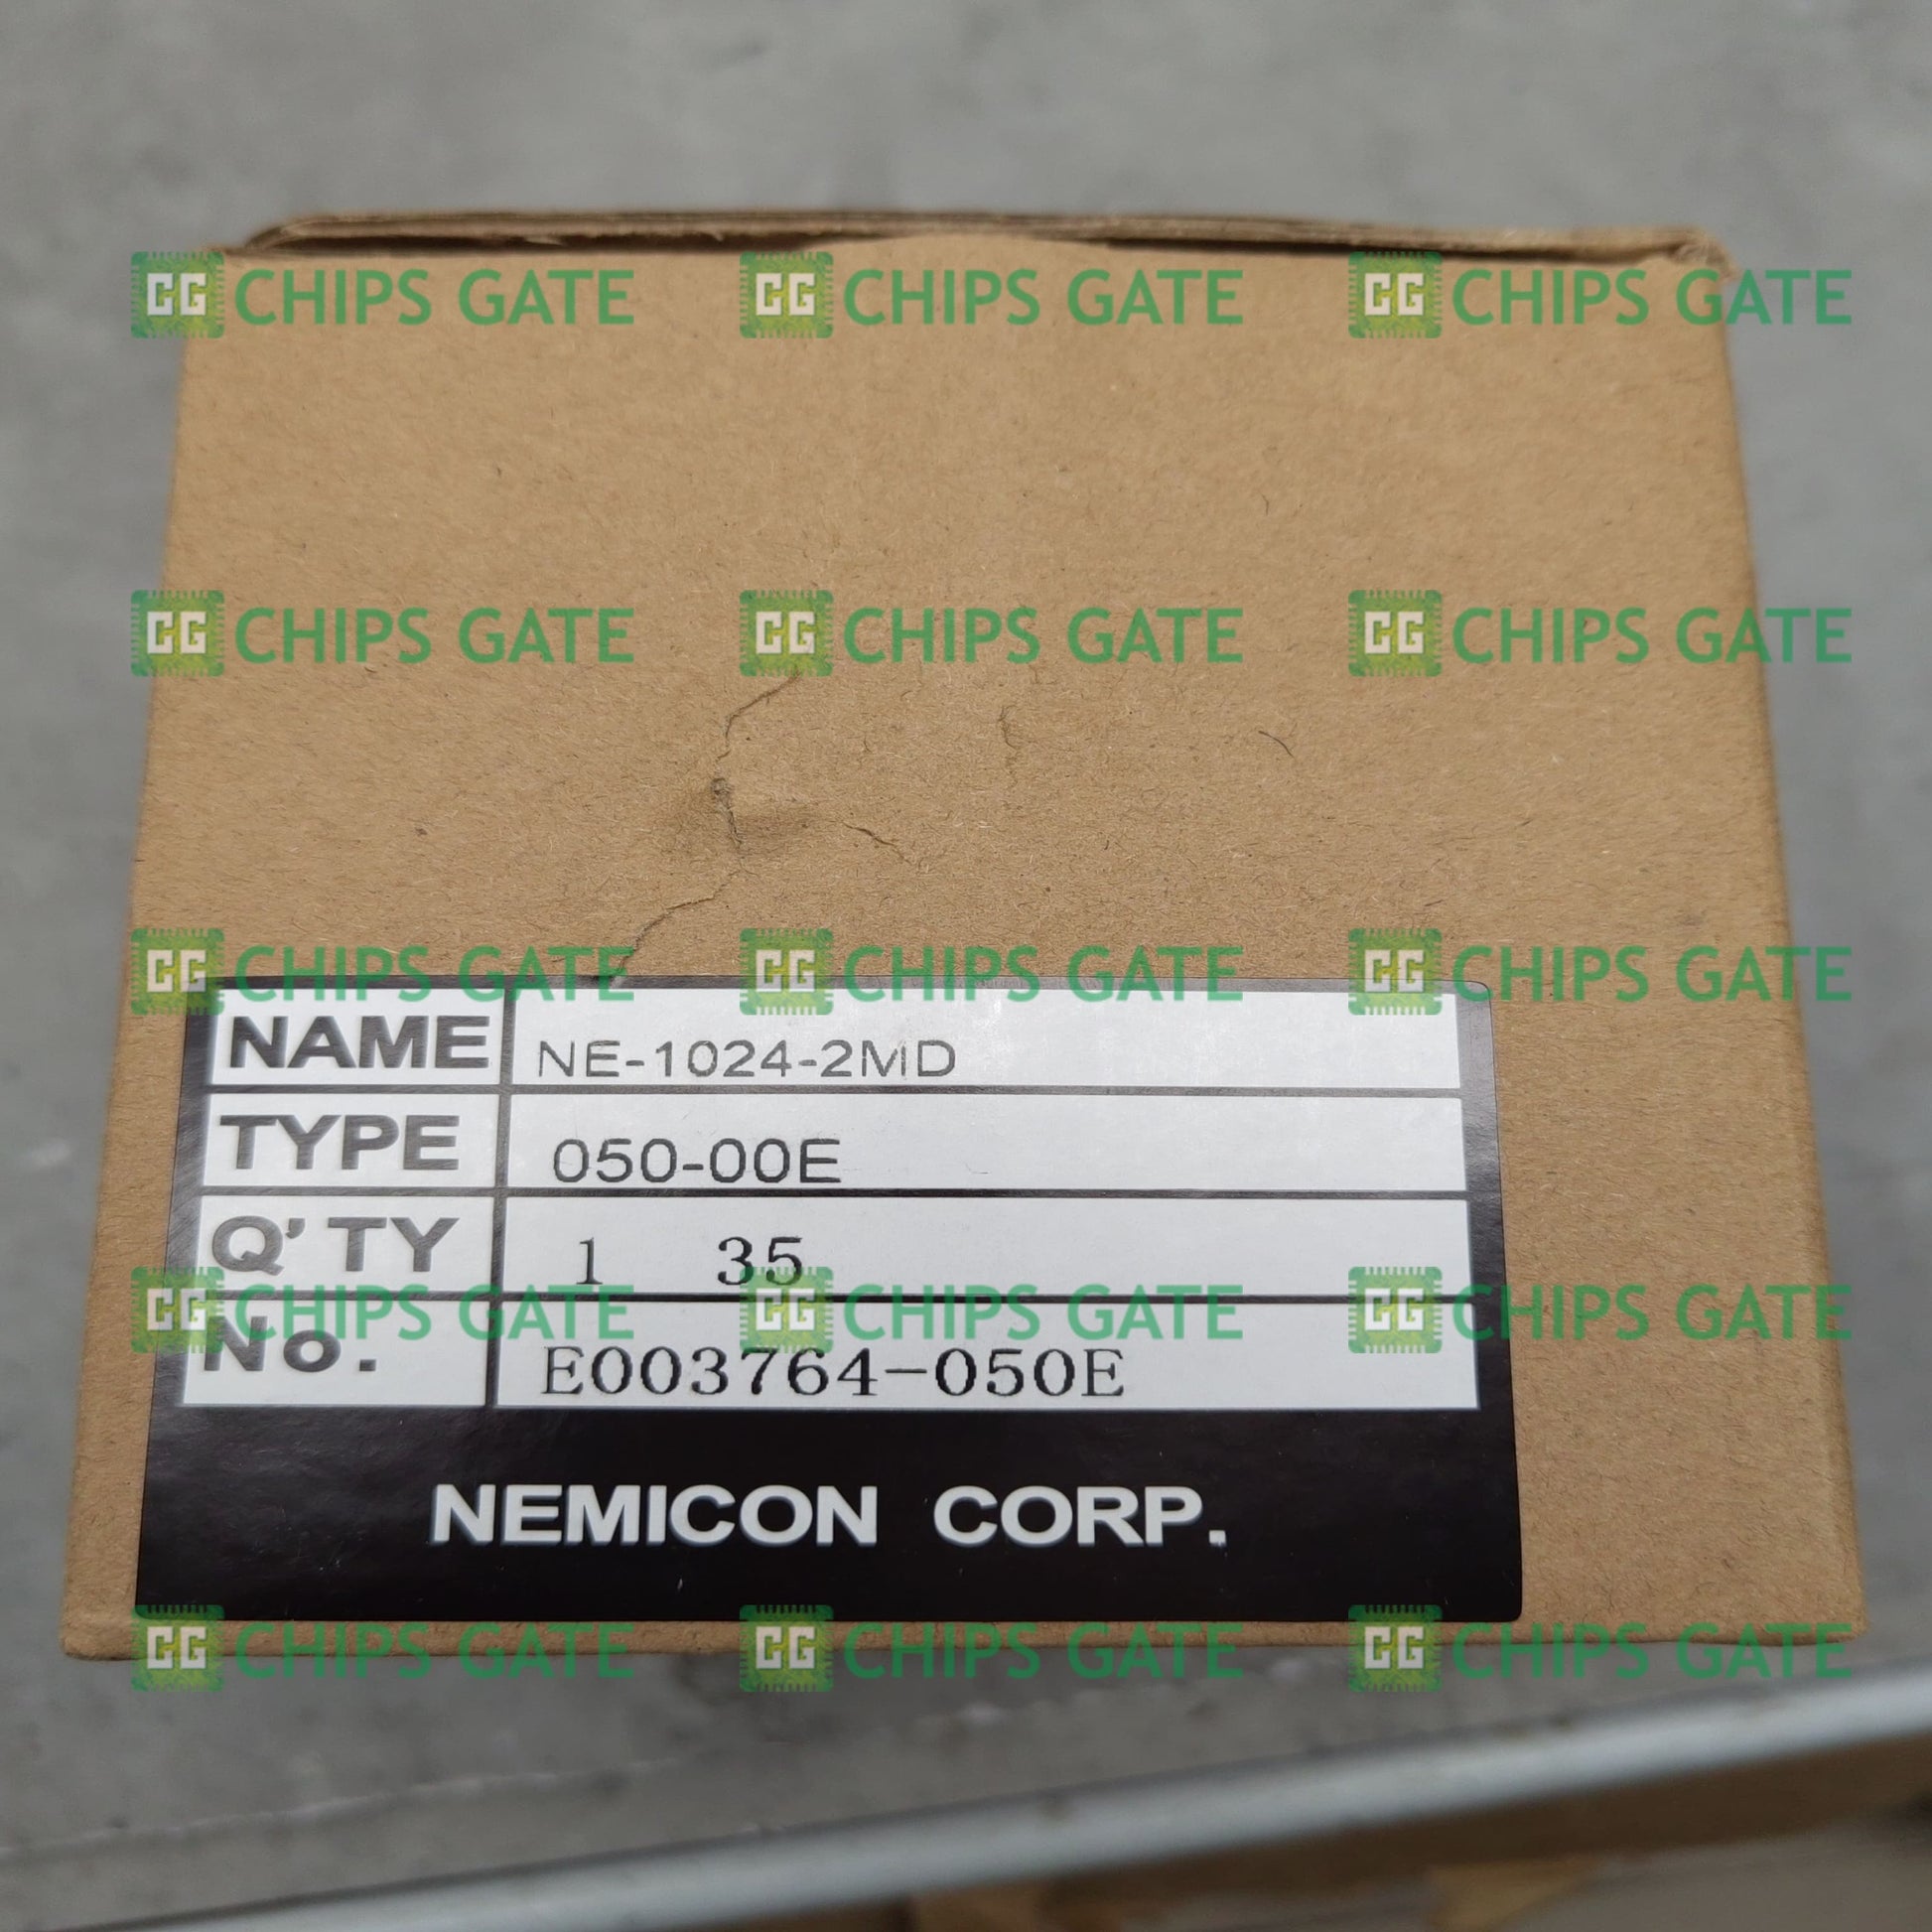 CG CHIPS GATE CG CHIPS GATE CG CHIPS GATE
CG CHIPS GATE CG CHIPS GATE CG CHIPS GATE
CG CHIPS GATE CG CHIPS GATE CG CHIPS GATE
NAME NE-1024-2MD
TYPE 050-00E
Q'TY 1 35
CG CHIPS GATE CG CHIPS GATE CG CHIPS GATE
No. E003764-050E
NEMICON CORP.
CG CHIPS GATE CG CHIPS GATE CG CHIPS GATE